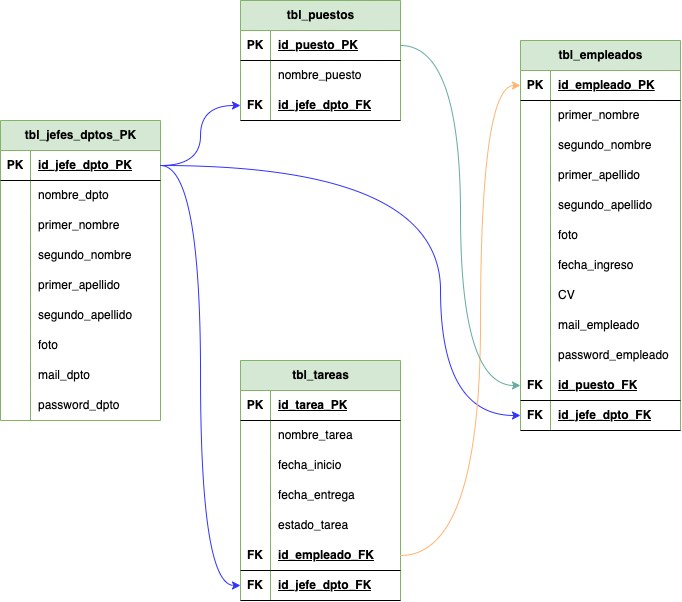 tbl_puestos
PK id_puesto_PK
nombre_puesto
FK id_jefe_dpto_FK
tbl_empleados
PK id_empleado_PK
primer_nombre
segundo_nombre
primer_apellido
segundo_apellido
foto
fecha_ingreso
CV
mail_empleado
password_empleado
FK id_puesto_FK
FK id_jefe_dpto_FK
tbl_jefes_dptos_PK
PK id_jefe_dpto_PK
nombre_dpto
primer_nombre
segundo_nombre
primer_apellido
segundo_apellido
foto
mail_dpto
password_dpto
tbl_tareas
PK id_tarea_PK
nombre_tarea
fecha_inicio
fecha_entrega
estado_tarea
FK id_empleado_FK
FK id_jefe_dpto_FK